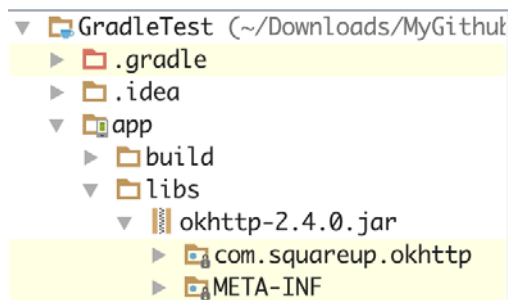 GradleTest (~/Downloads/MyGithub
.gradle
.idea
app
build
libs
okhttp-2.4.0.jar
com.squareup.okhttp
META-INF